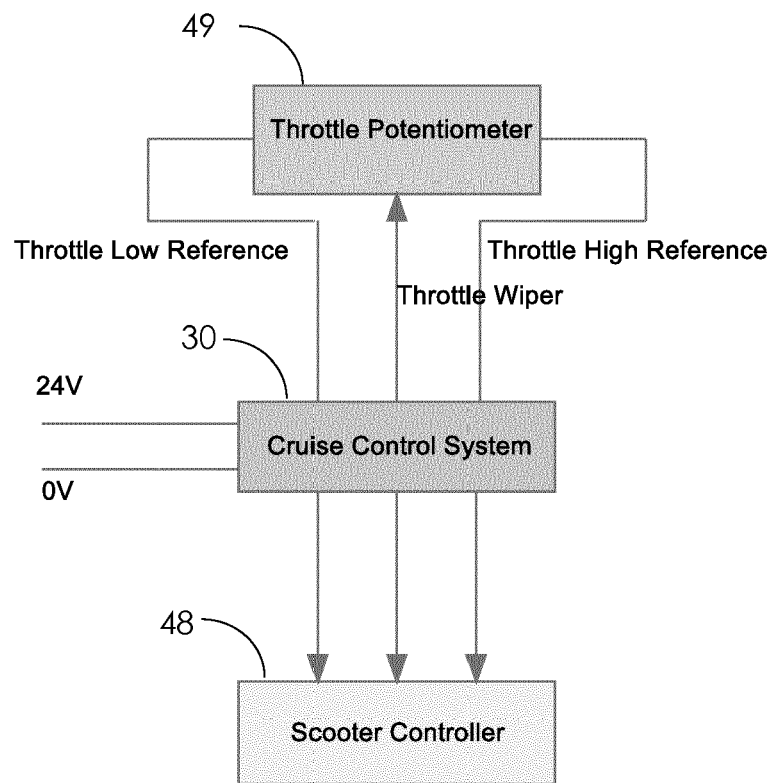 49
Throttle Potentiometer
Throttle Low Reference
Throttle High Reference
Throttle Wiper
30
24V
Cruise Control System
0V
48
Scooter Controller